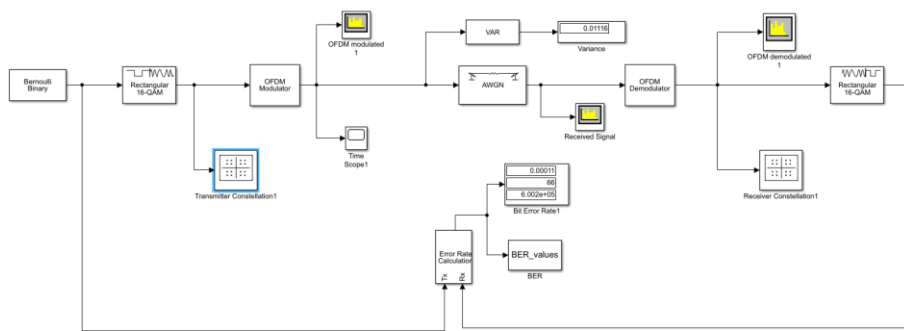 OFDM modulated
1
VAR
0.01116
Variance
OFDM demodulated
1
Bernoulli
Binary
Rectangular
16-QAM
OFDM
Modulator
AWGN
OFDM
Demodulator
Rectangular
16-QAM
Received Signal
Time
Scope1
Transmitter Constellation1
Receiver Constellation1
0.00011
66
6.002e+05
Bit Error Rate1
Error Rate
Calculation
Tx
Rx
BER_values
BER